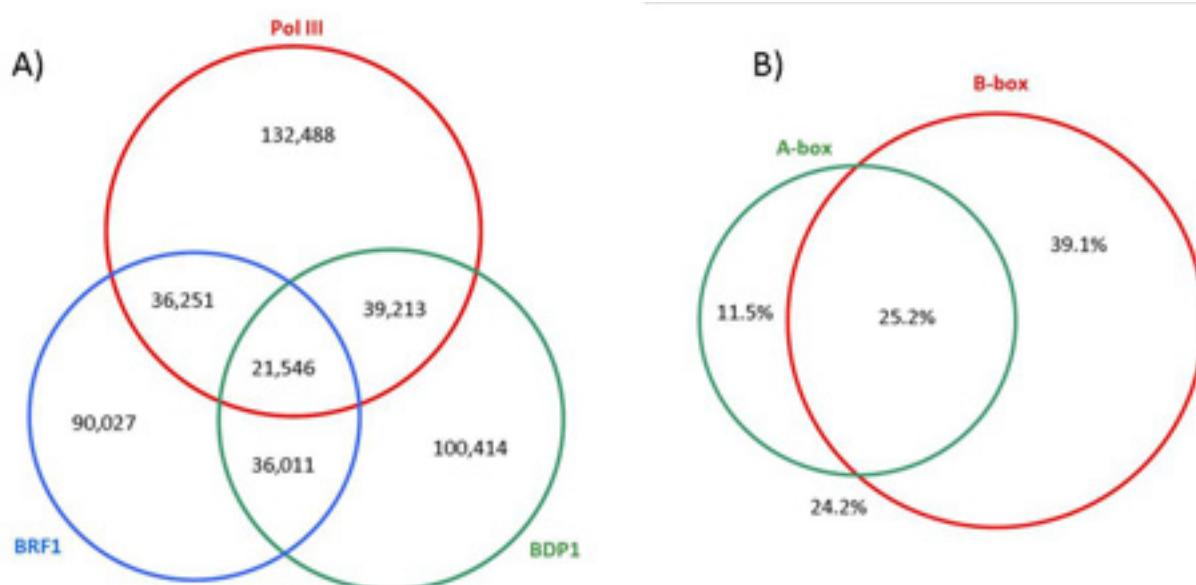 A)
Pol III
132,488
36,251
39,213
21,546
90,027
36,011
100,414
BRF1
BDP1
B)
B-box
A-box
39.1%
11.5%
25.2%
24.2%